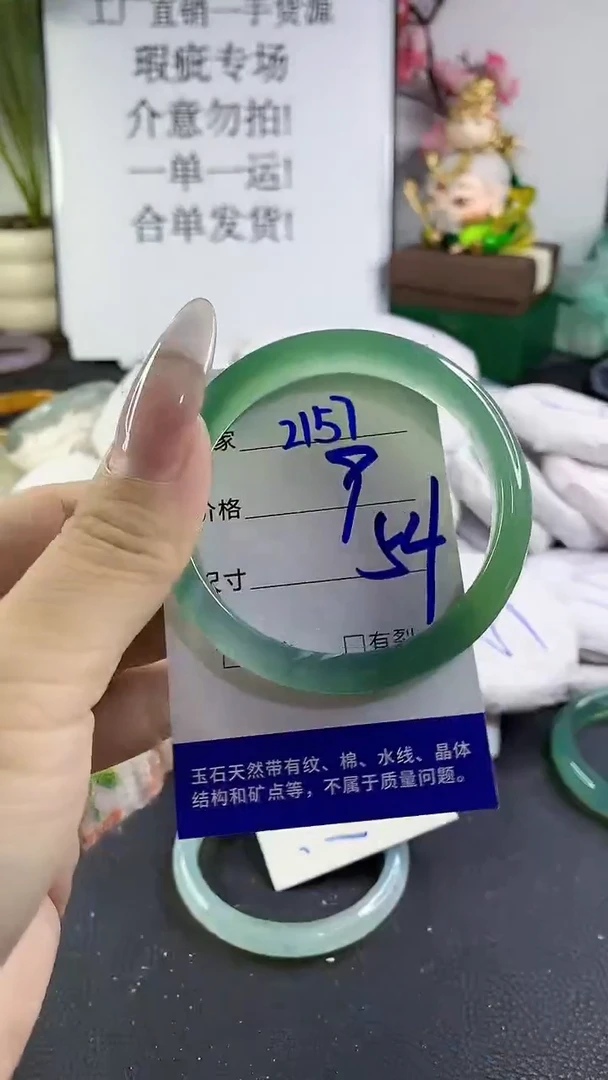 工厂直销一手货源
瑕疵专场
介意勿拍!
一单一运!
合单发货!
家 2157
价格
尺寸 54
有裂
玉石天然带有纹、棉、水线、晶体
结构和矿点等，不属于质量问题。